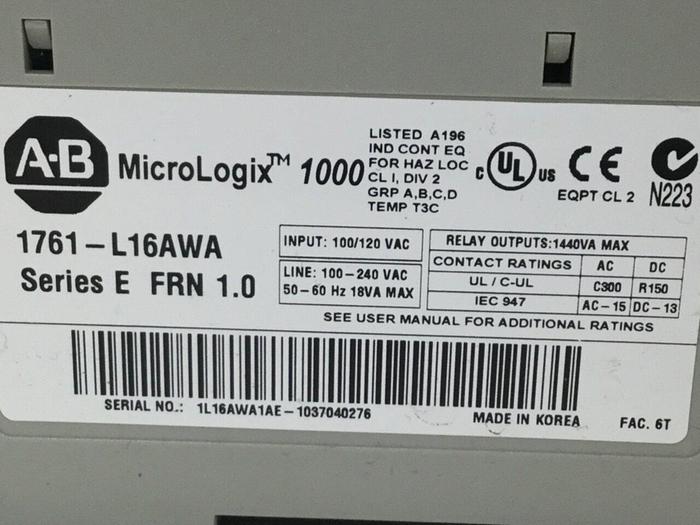 A-B MicroLogix™ 1000
LISTED A196
IND CONT EQ
FOR HAZ LOC
CL I, DIV 2
GRP A,B,C,D
TEMP T3C
C UL US
CE
EQPT CL 2
N223
1761-L16AWA
Series E FRN 1.0
INPUT: 100/120 VAC
LINE: 100-240 VAC
50-60 Hz 18VA MAX
RELAY OUTPUTS:1440VA MAX
CONTACT RATINGS AC DC
UL / C-UL C300 R150
IEC 947 AC-15 DC-13
SEE USER MANUAL FOR ADDITIONAL RATINGS
SERIAL NO.: 1L16AWA1AE-1037040276
MADE IN KOREA
FAC. 6T